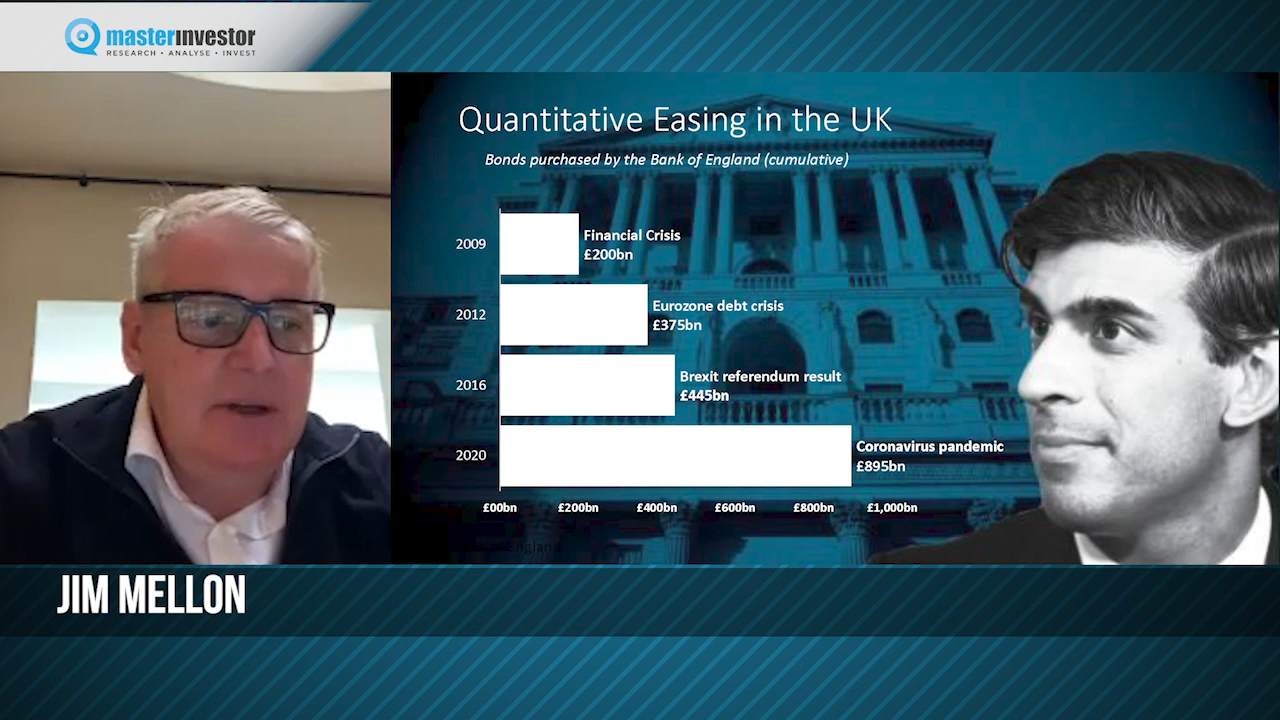 masterinvestor
RESEARCH • ANALYSE • INVEST
Quantitative Easing in the UK
Bonds purchased by the Bank of England (cumulative)
2009
Financial Crisis
£200bn
2012
Eurozone debt crisis
£375bn
2016
Brexit referendum result
£445bn
2020
Coronavirus pandemic
£895bn
£00bn £200bn £400bn £600bn £800bn £1,000bn
England
JIM MELLON